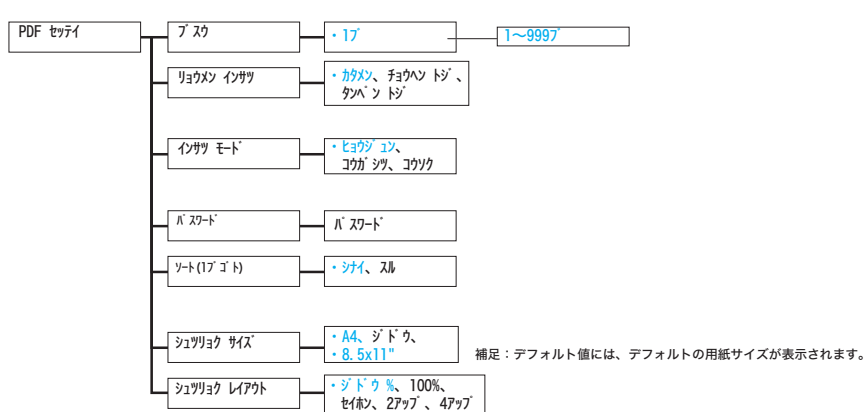 PDF ｾｯﾃｲ
ﾌﾞｽｳ
・1ﾌﾞ
1～999ﾌﾞ
ﾘｮｳﾒﾝ ｲﾝｻﾂ
・ｶﾀﾒﾝ、ﾁｮｳﾍﾝ ﾄｼﾞ、
ﾀﾝﾍﾟﾝ ﾄｼﾞ
ｲﾝｻﾂ ﾓｰﾄﾞ
・ﾋｮｳｼﾞｭﾝ、
ｺｳｶﾞｼﾂ、ｺｳｿｸ
ﾊﾟｽﾜｰﾄﾞ
ﾊﾟｽﾜｰﾄﾞ
ｿｰﾄ(1ﾌﾞｺﾞﾄ)
・ｼﾅｲ、ｽﾙ
ｼｭﾂﾘｮｸ ｻｲｽﾞ
・A4、ｼﾞﾄﾞｳ、
・8.5x11"
補足：デフォルト値には、デフォルトの用紙サイズが表示されます。
ｼｭﾂﾘｮｸ ﾚｲｱｳﾄ
・ｼﾞﾄﾞｳ %、100%、
ｾｲﾎﾝ、2ｱｯﾌﾟ、4ｱｯﾌﾟ